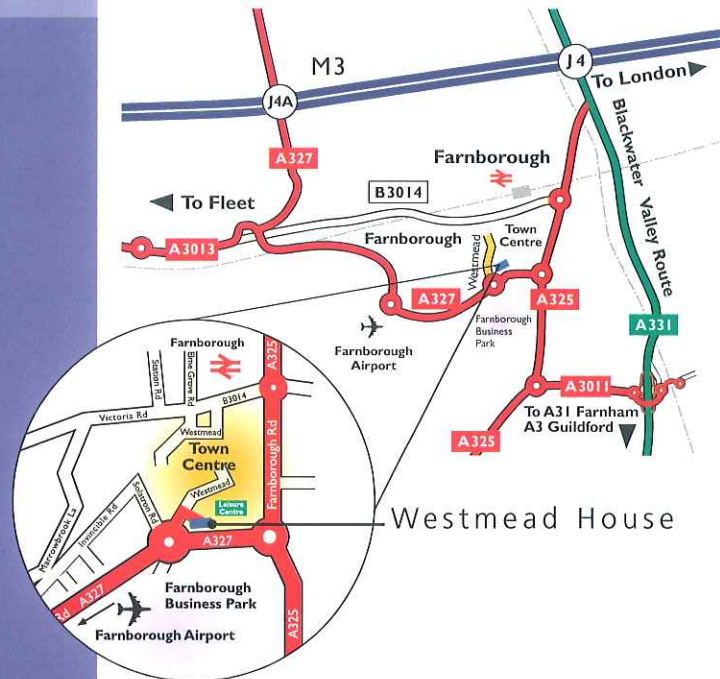 M3
J4
J4A
To London
Blackwater Valley Route
A327
Farnborough
B3014
To Fleet
Farnborough
Town
Centre
Westmead
A3013
A327
A325
Farnborough
Business
Park
Farnborough
Airport
A331
A3011
To A31 Farnham
A3 Guildford
A325
Farnborough
A325
Station Rd
Elme Grove Rd
B3014
Victoria Rd
Westmead
Town
Centre
Westmead
Farnborough Rd
Leisure
Centre
Solstron Rd
Invincible Rd
Marrowbrook La
Westmead House
A327
Farnborough
Business Park
A327
Rd
Farnborough Airport
A325